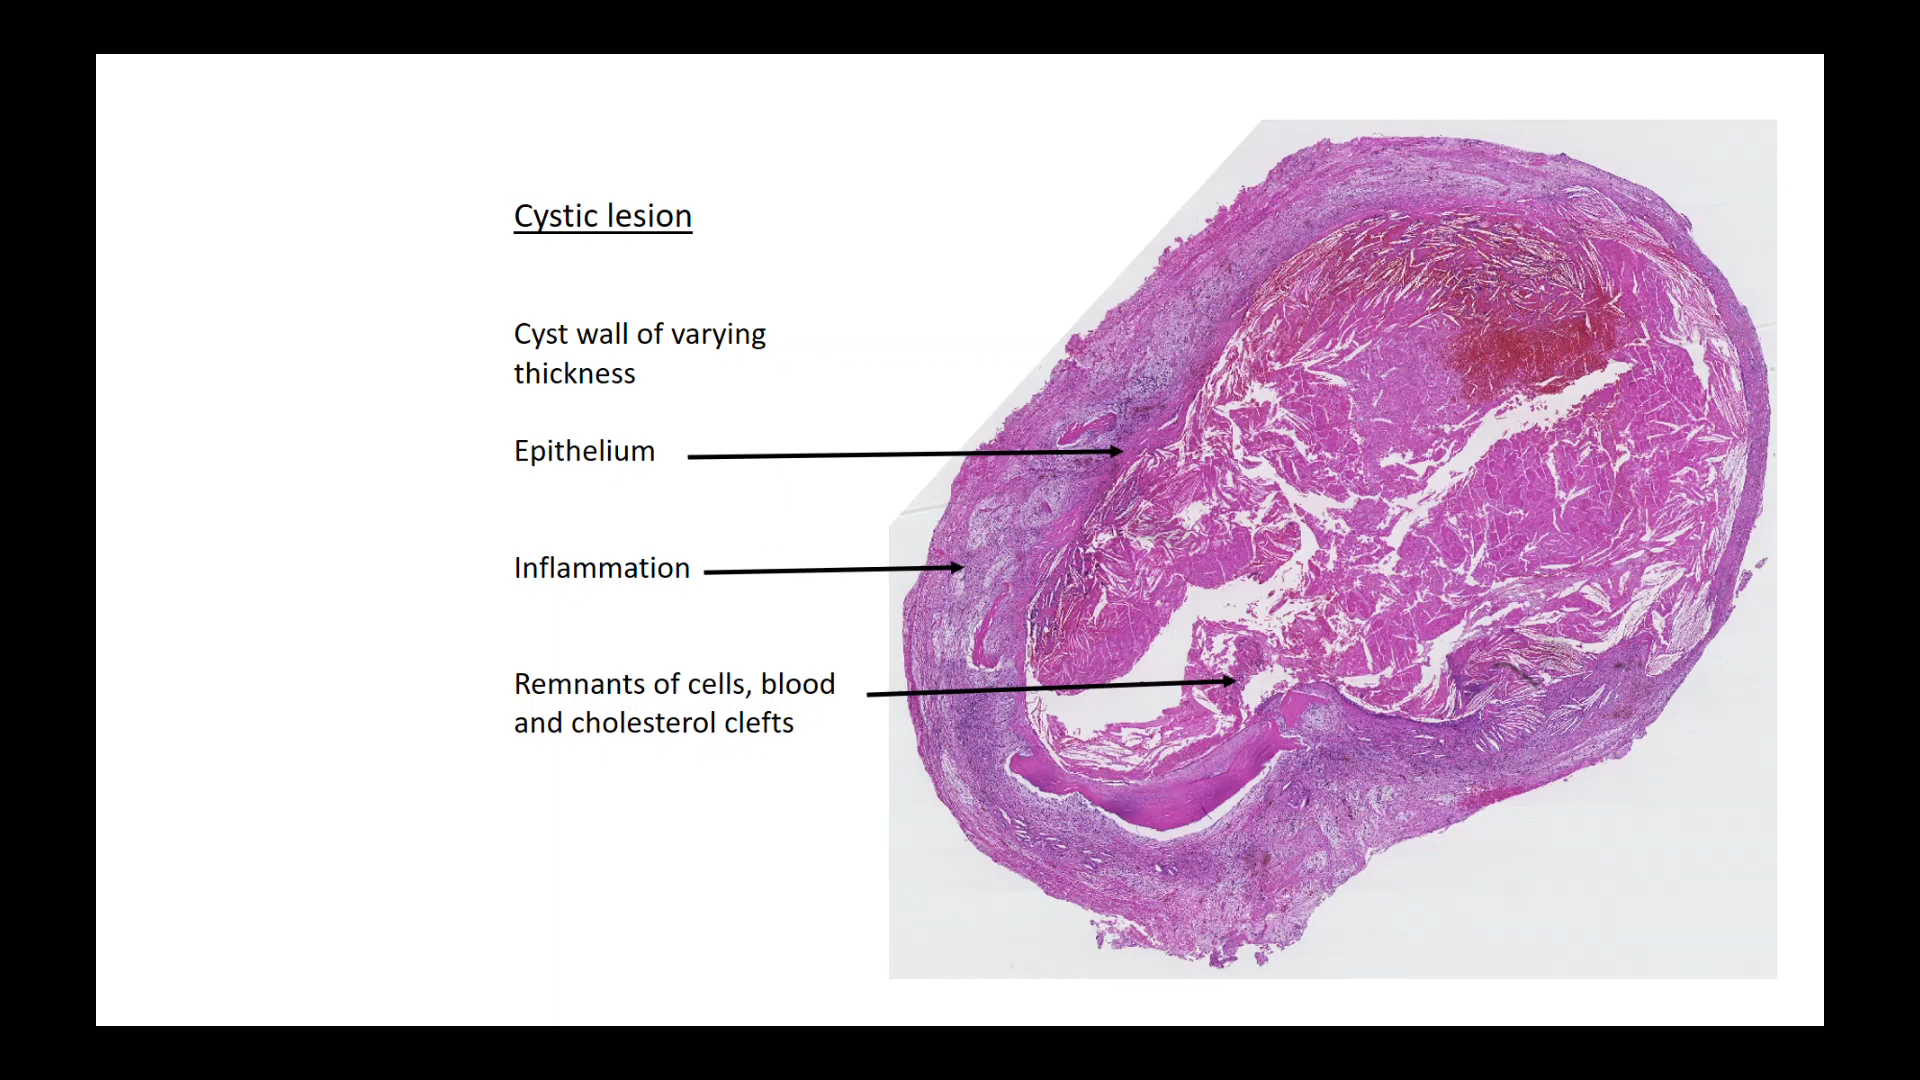 Cystic lesion
Cyst wall of varying
thickness
Epithelium
Inflammation
Remnants of cells, blood
and cholesterol clefts